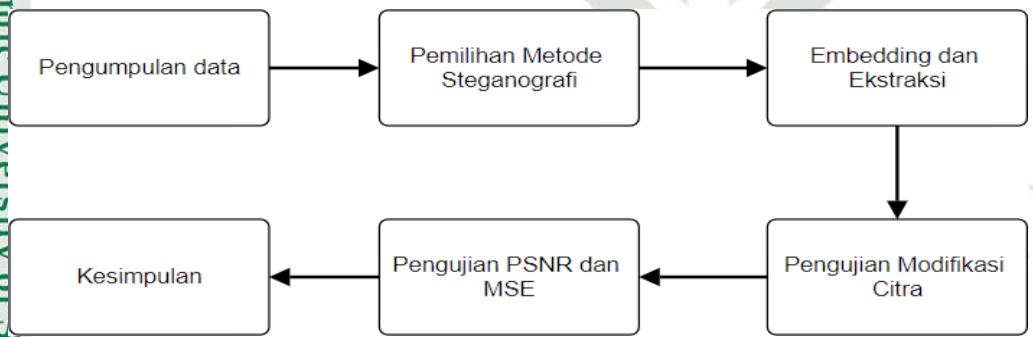 Pengumpulan data
Pemilihan Metode
Steganografi
Embedding dan
Ekstraksi
Pengujian Modifikasi
Citra
Pengujian PSNR dan
MSE
Kesimpulan